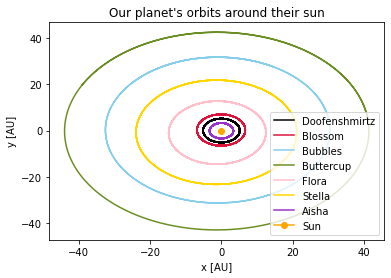 Our planet's orbits around their sun
y [AU]
40
20
0
−20
−40
−40
−20
0
20
40
x [AU]
Doofenshmirtz
Blossom
Bubbles
Buttercup
Flora
Stella
Aisha
Sun